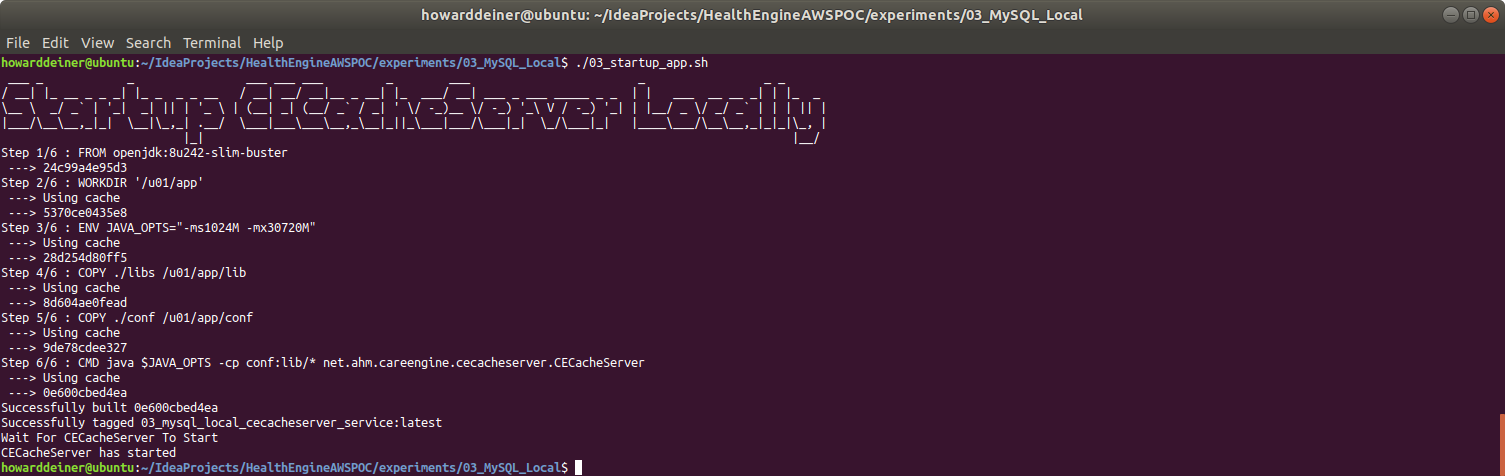 howarddeiner@ubuntu: ~/IdeaProjects/HealthEngineAWSPOC/experiments/03_MySQL_Local
File Edit View Search Terminal Help
howarddeiner@ubuntu:~/IdeaProjects/HealthEngineAWSPOC/experiments/03_MySQL_Local$ ./03_startup_app.sh
Startup CECacheServer Locally
Step 1/6 : FROM openjdk:8u242-slim-buster
 ---> 24c99a4e95d3
Step 2/6 : WORKDIR '/u01/app'
 ---> Using cache
 ---> 5370ce0435e8
Step 3/6 : ENV JAVA_OPTS="-ms1024M -mx30720M"
 ---> Using cache
 ---> 28d254d80ff5
Step 4/6 : COPY ./libs /u01/app/lib
 ---> Using cache
 ---> 8d604ae0fead
Step 5/6 : COPY ./conf /u01/app/conf
 ---> Using cache
 ---> 9de78cdee327
Step 6/6 : CMD java $JAVA_OPTS -cp conf:lib/* net.ahm.careengine.cecacheserver.CECacheServer
 ---> Using cache
 ---> 0e600cbed4ea
Successfully built 0e600cbed4ea
Successfully tagged 03_mysql_local_cecacheserver_service:latest
Wait For CECacheServer To Start
CECacheServer has started
howarddeiner@ubuntu:~/IdeaProjects/HealthEngineAWSPOC/experiments/03_MySQL_Local$